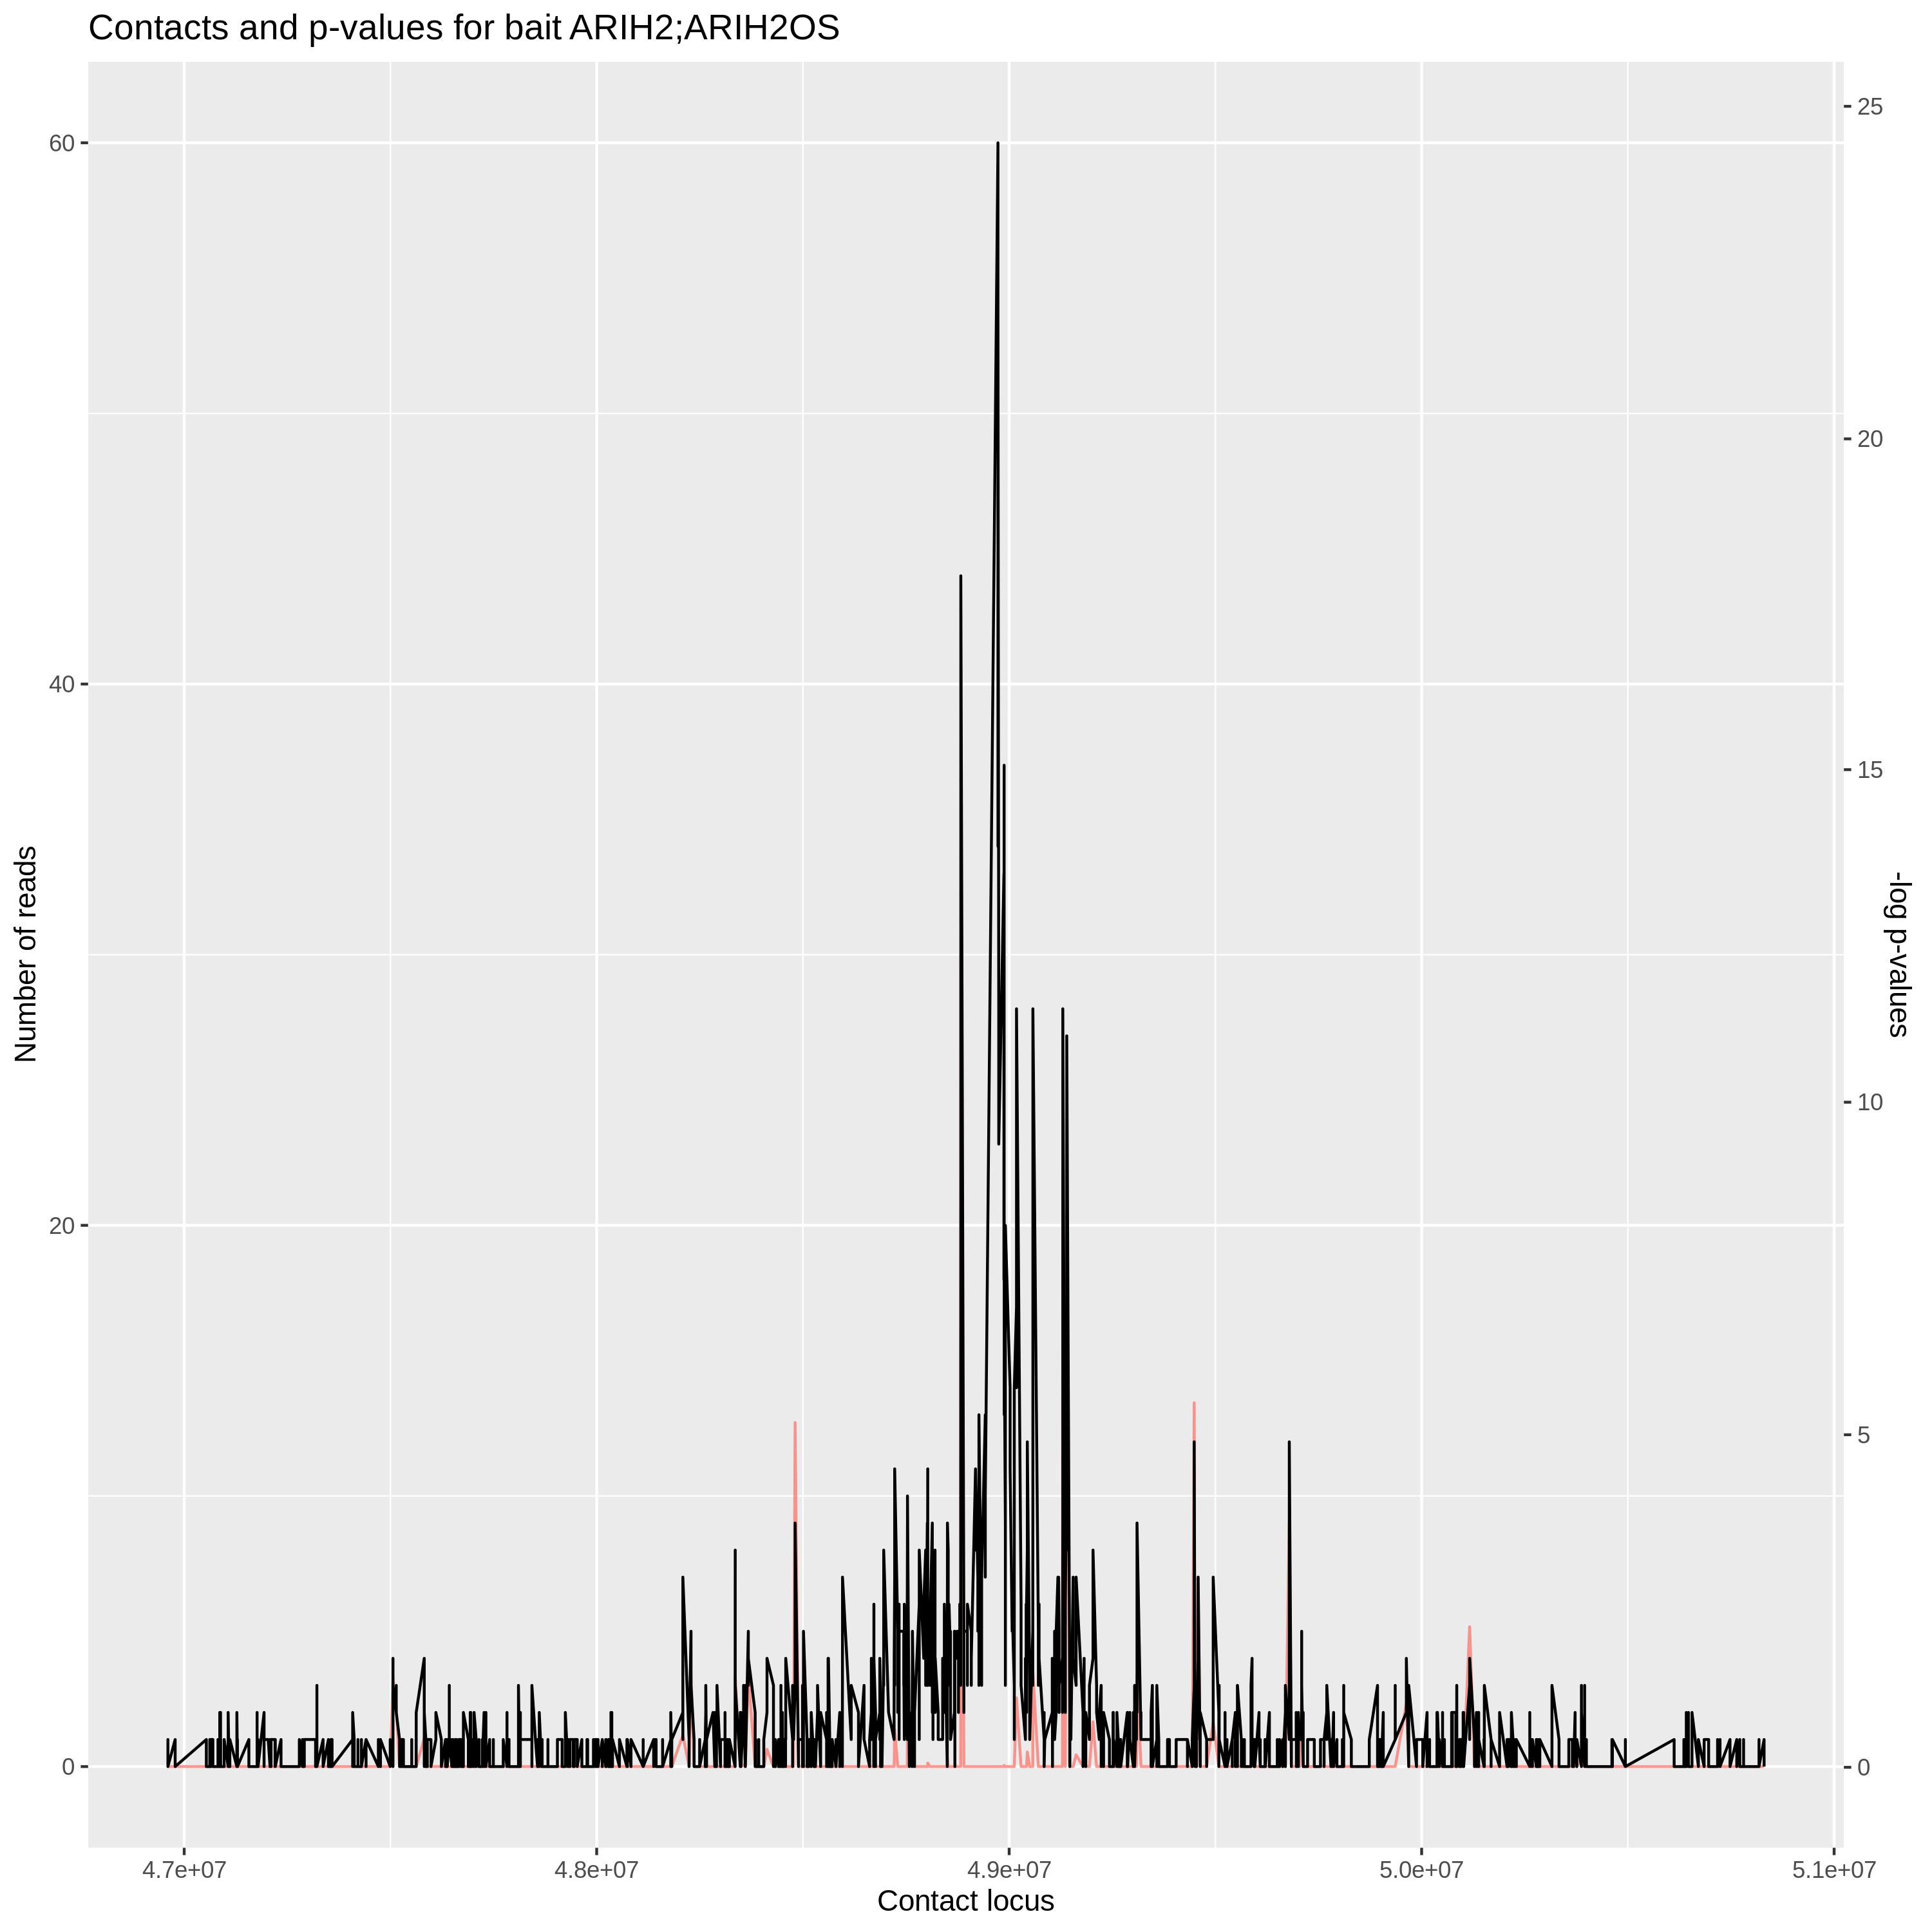 Contacts and p-values for bait ARIH2;ARIH2OS
60
40
20
0
Number of reads
25
20
15
10
5
0
-log p-values
4.7e+07
4.8e+07
4.9e+07
5.0e+07
5.1e+07
Contact locus